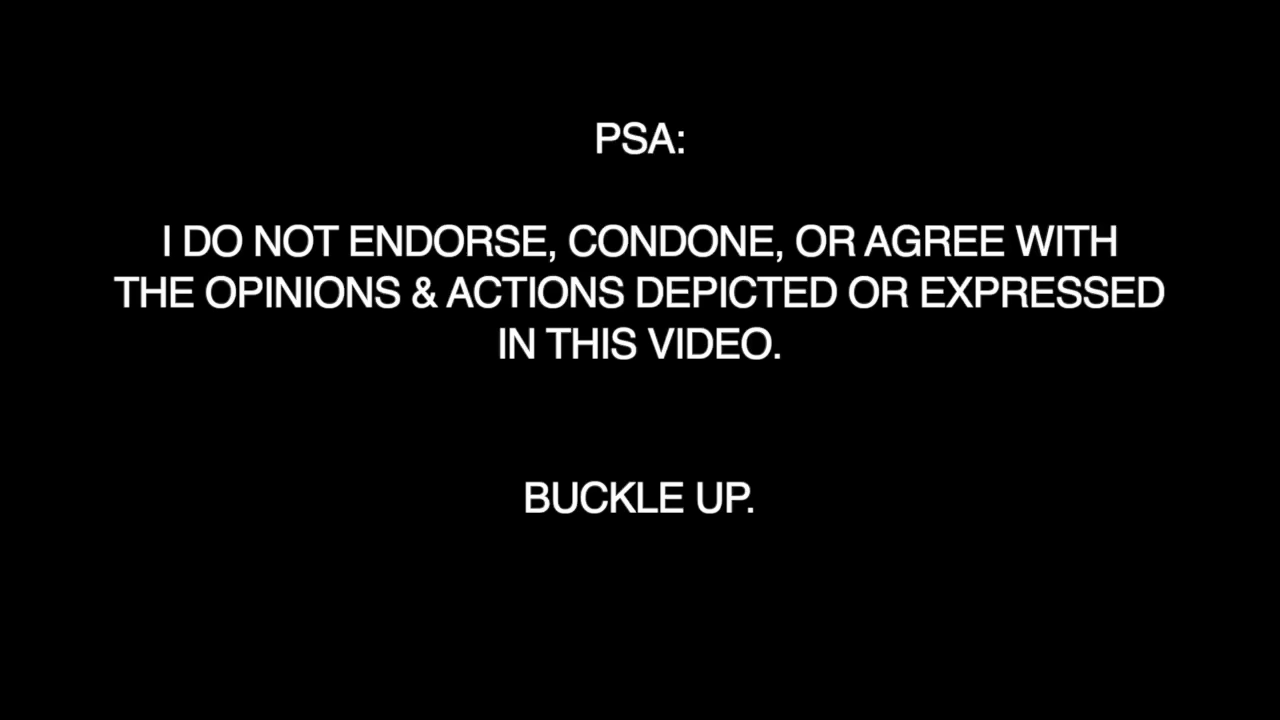 PSA:
I DO NOT ENDORSE, CONDONE, OR AGREE WITH
THE OPINIONS & ACTIONS DEPICTED OR EXPRESSED
IN THIS VIDEO.
BUCKLE UP.